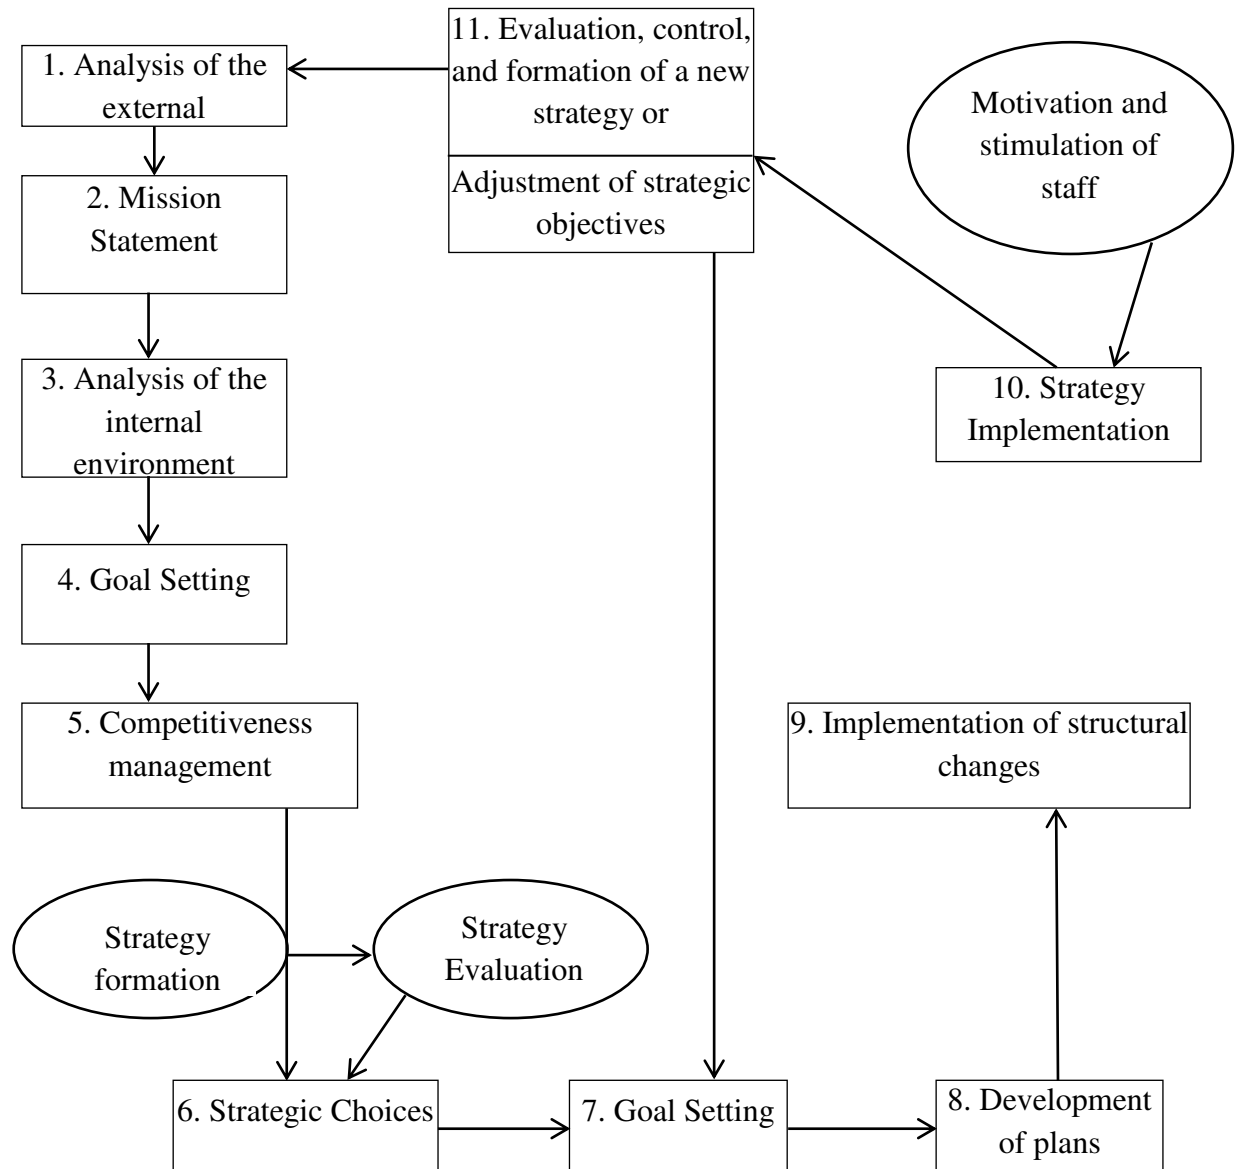 1. Analysis of the
external
2. Mission
Statement
3. Analysis of the
internal
environment
4. Goal Setting
5. Competitiveness
management
Strategy
formation
Strategy
Evaluation
6. Strategic Choices
7. Goal Setting
8. Development
of plans
9. Implementation of structural
changes
10. Strategy
Implementation
Motivation and
stimulation of
staff
11. Evaluation, control,
and formation of a new
strategy or
Adjustment of strategic
objectives